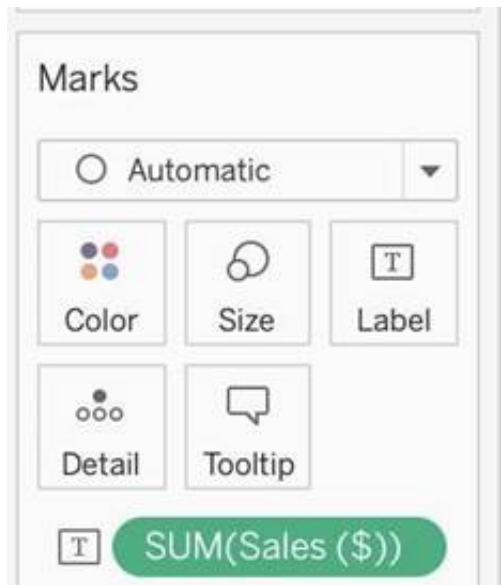 Marks
Automatic
Color Size Label
Detail Tooltip
T SUM(Sales ($))